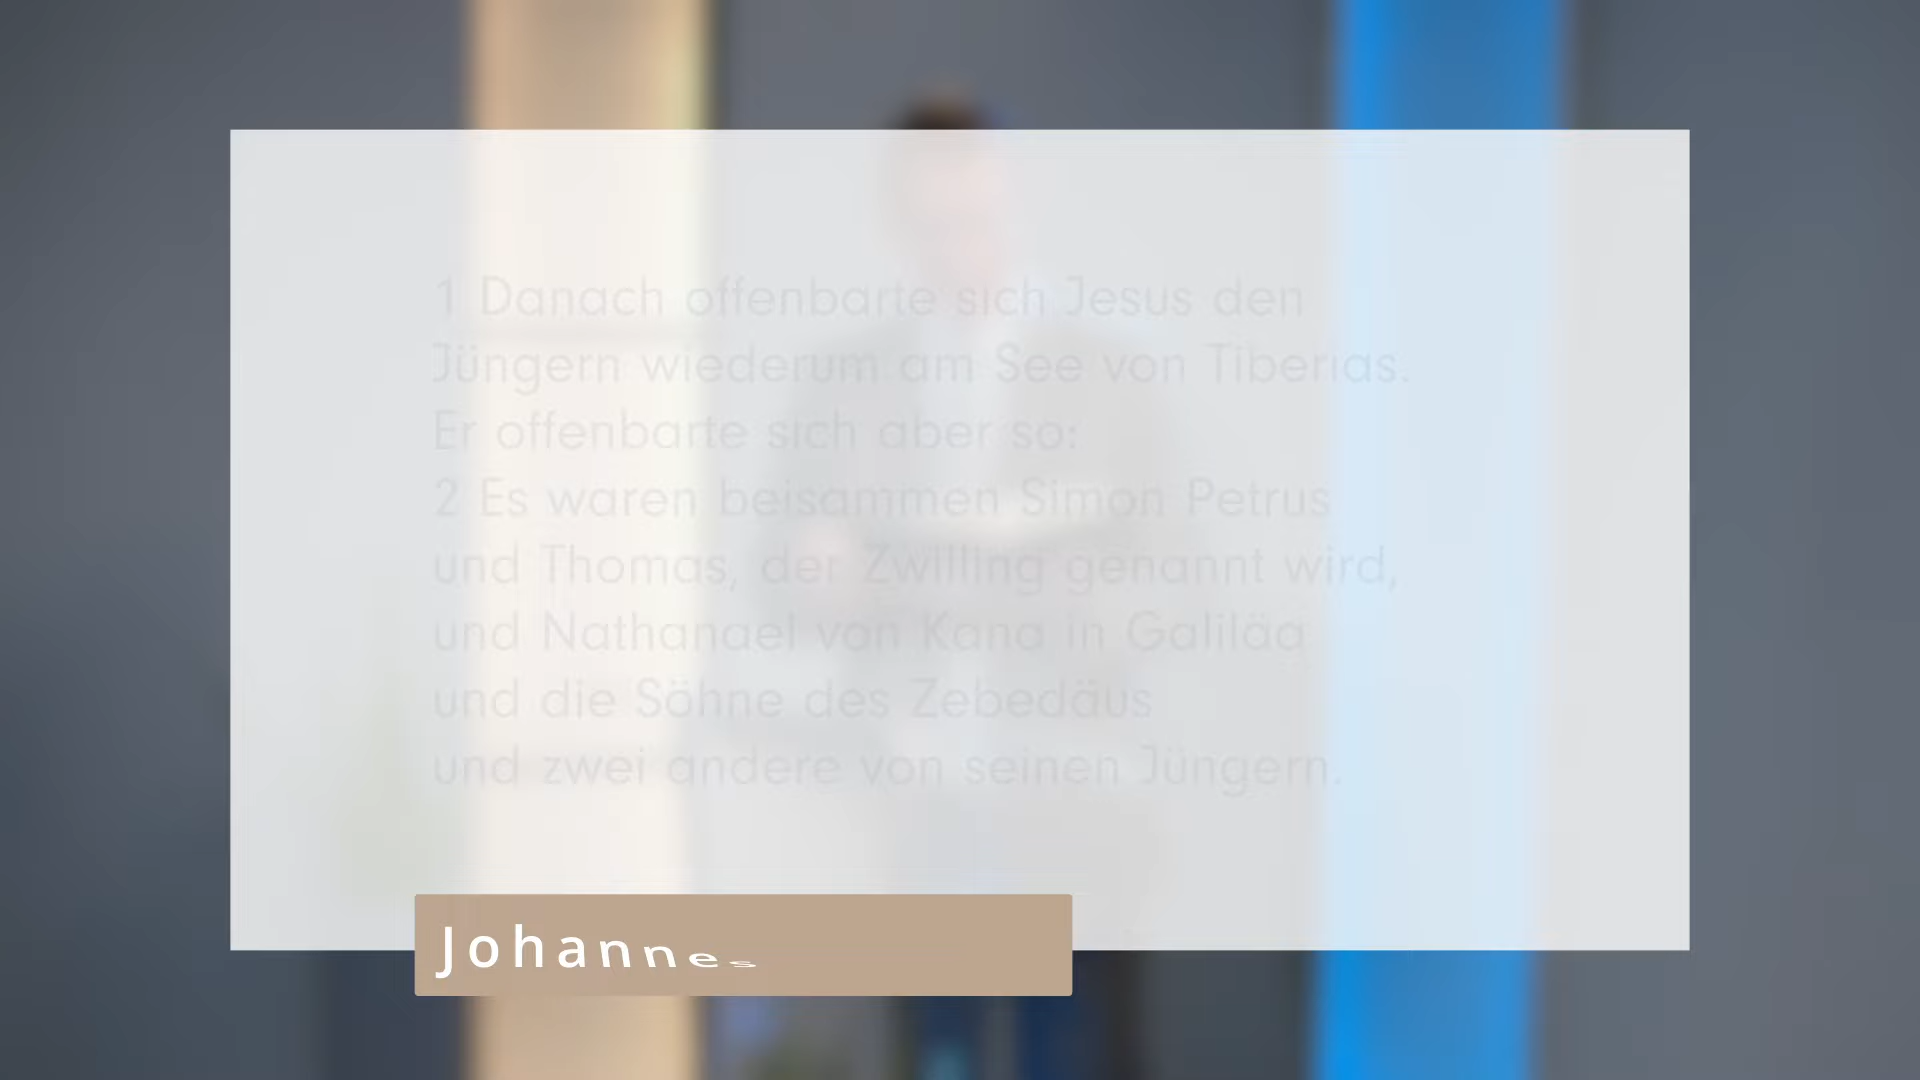 1 Danach offenbarte sich Jesus den
Jüngern wiederum am See von Tiberias.
Er offenbarte sich aber so:
2 Es waren beisammen Simon Petrus
und Thomas, der Zwilling genannt wird,
und Nathanael von Kana in Galiläa
und die Söhne des Zebedäus
und zwei andere von seinen Jüngern.
Johannes